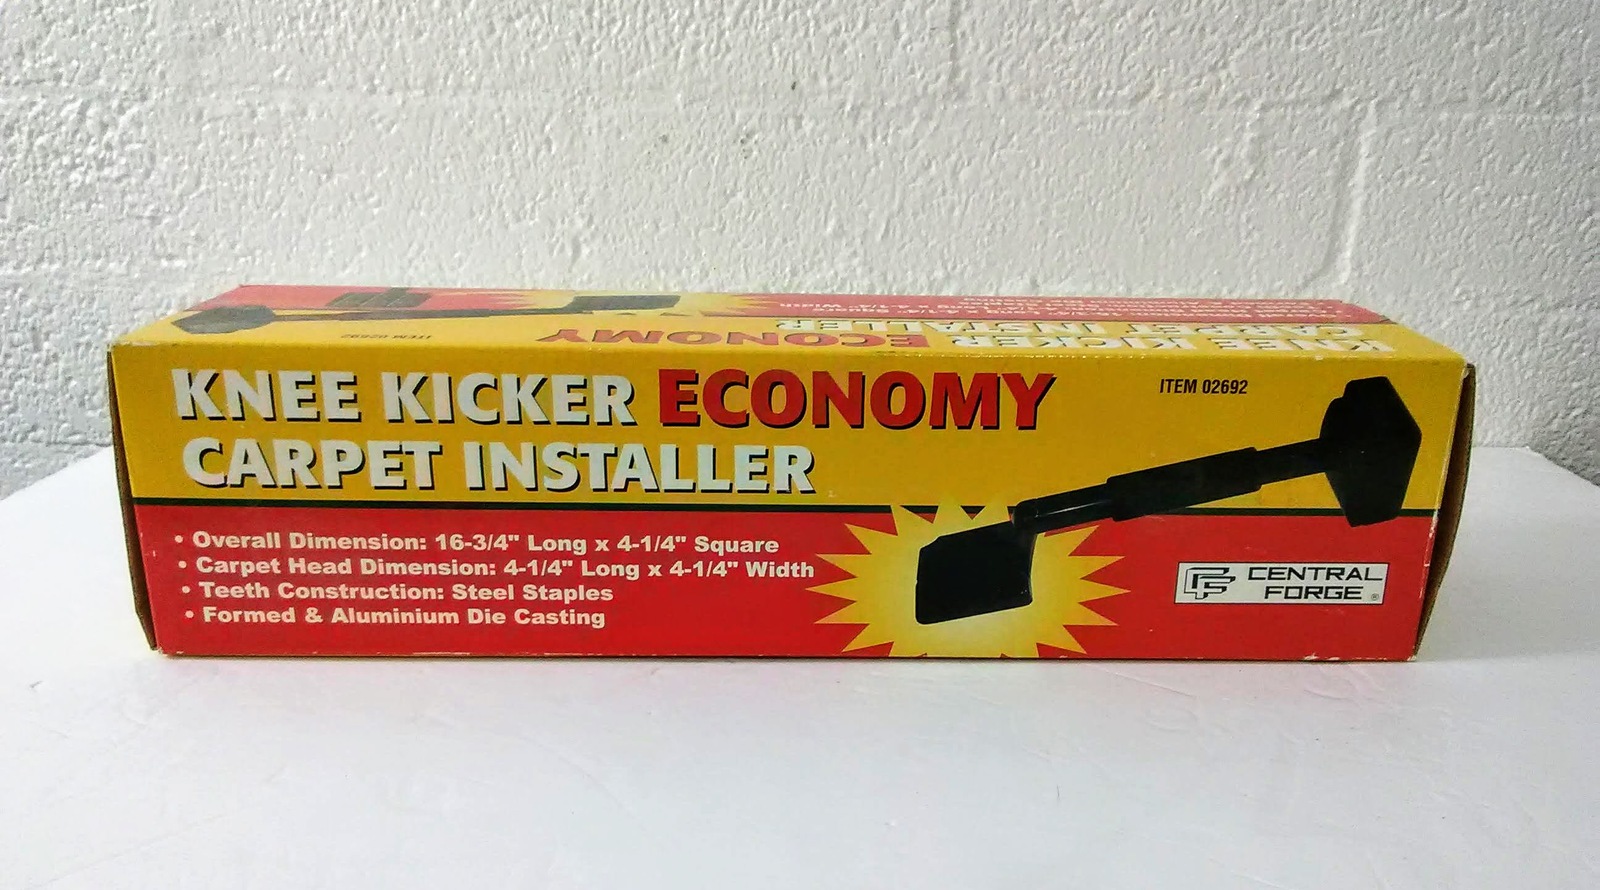 Width
ITEM 02692
KNEE KICKER ECONOMY
CARPET INSTALLER
KNEE KICKER ECONOMY
CARPET INSTALLER
ITEM 02692
• Overall Dimension: 16-3/4" Long x 4-1/4" Square
• Carpet Head Dimension: 4-1/4" Long x 4-1/4" Width
• Teeth Construction: Steel Staples
• Formed & Aluminium Die Casting
CF CENTRAL
FORGE®